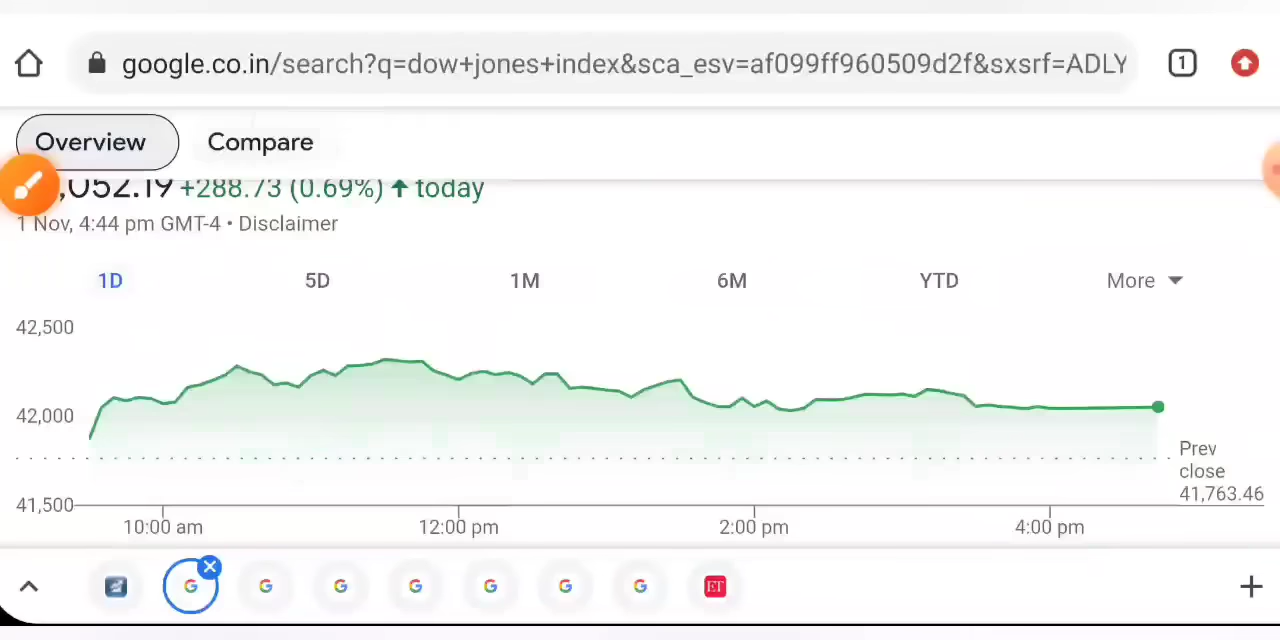 google.co.in/search?q=dow+jones+index&sca_esv=af099ff960509d2f&sxsrf=ADLY
1
Overview
Compare
,052.19 +288.73 (0.69%) ↑ today
1 Nov, 4:44 pm GMT-4 • Disclaimer
1D 5D 1M 6M YTD More
42,500
42,000
41,500
Prev
close
41,763.46
10:00 am 12:00 pm 2:00 pm 4:00 pm
ET